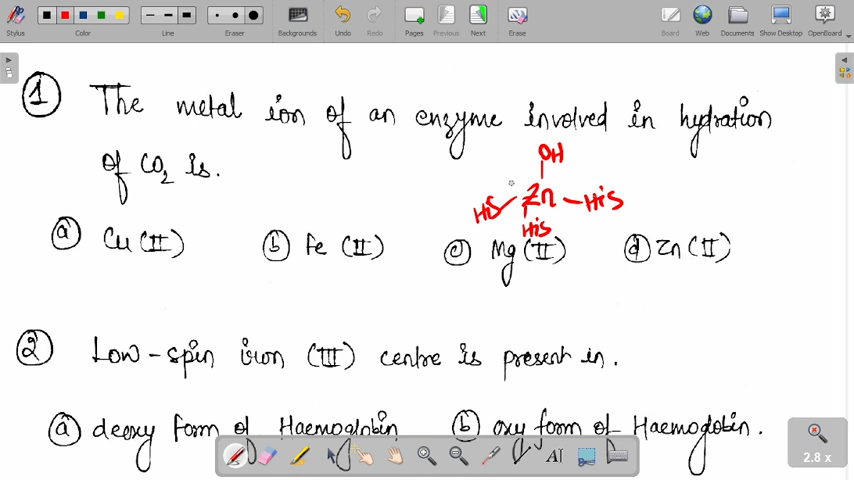 Stylus
Color
Line
Eraser
Backgrounds
Undo
Redo
Pages
Previous
Next
Erase
Board
Web
Documents
Show Desktop
OpenBoard
1 The metal ion of an enzyme involved in hydration
of CO2 is.
OH
His Zn His
His
a Cu (II) b Fe (II) c Mg (II) d Zn (II)
2 Low-spin iron (III) centre is present in.
a deoxy form of Haemoglobin b oxy form of Haemoglobin.
2.8 x